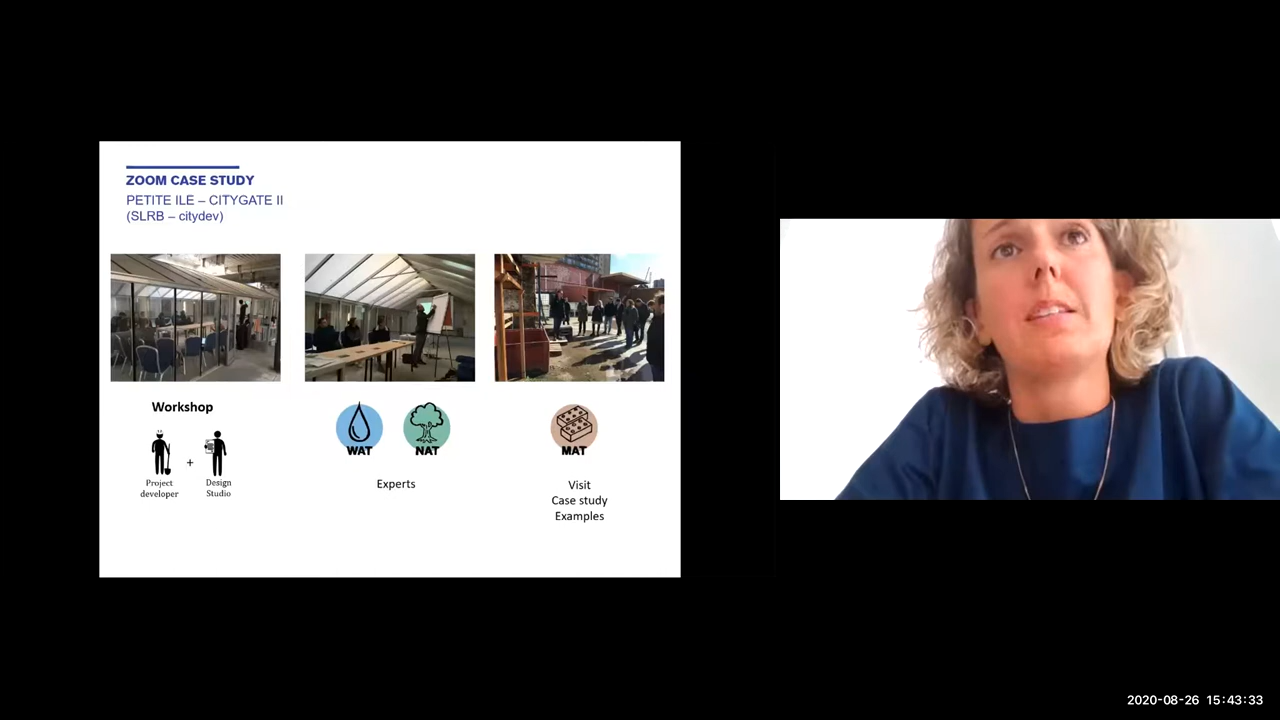 ZOOM CASE STUDY
PETITE ILE – CITYGATE II
(SLRB – citydev)
Workshop
+
Project
developer
Design
Studio
WAT
NAT
Experts
MAT
Visit
Case study
Examples
2020-08-26 15:43:33